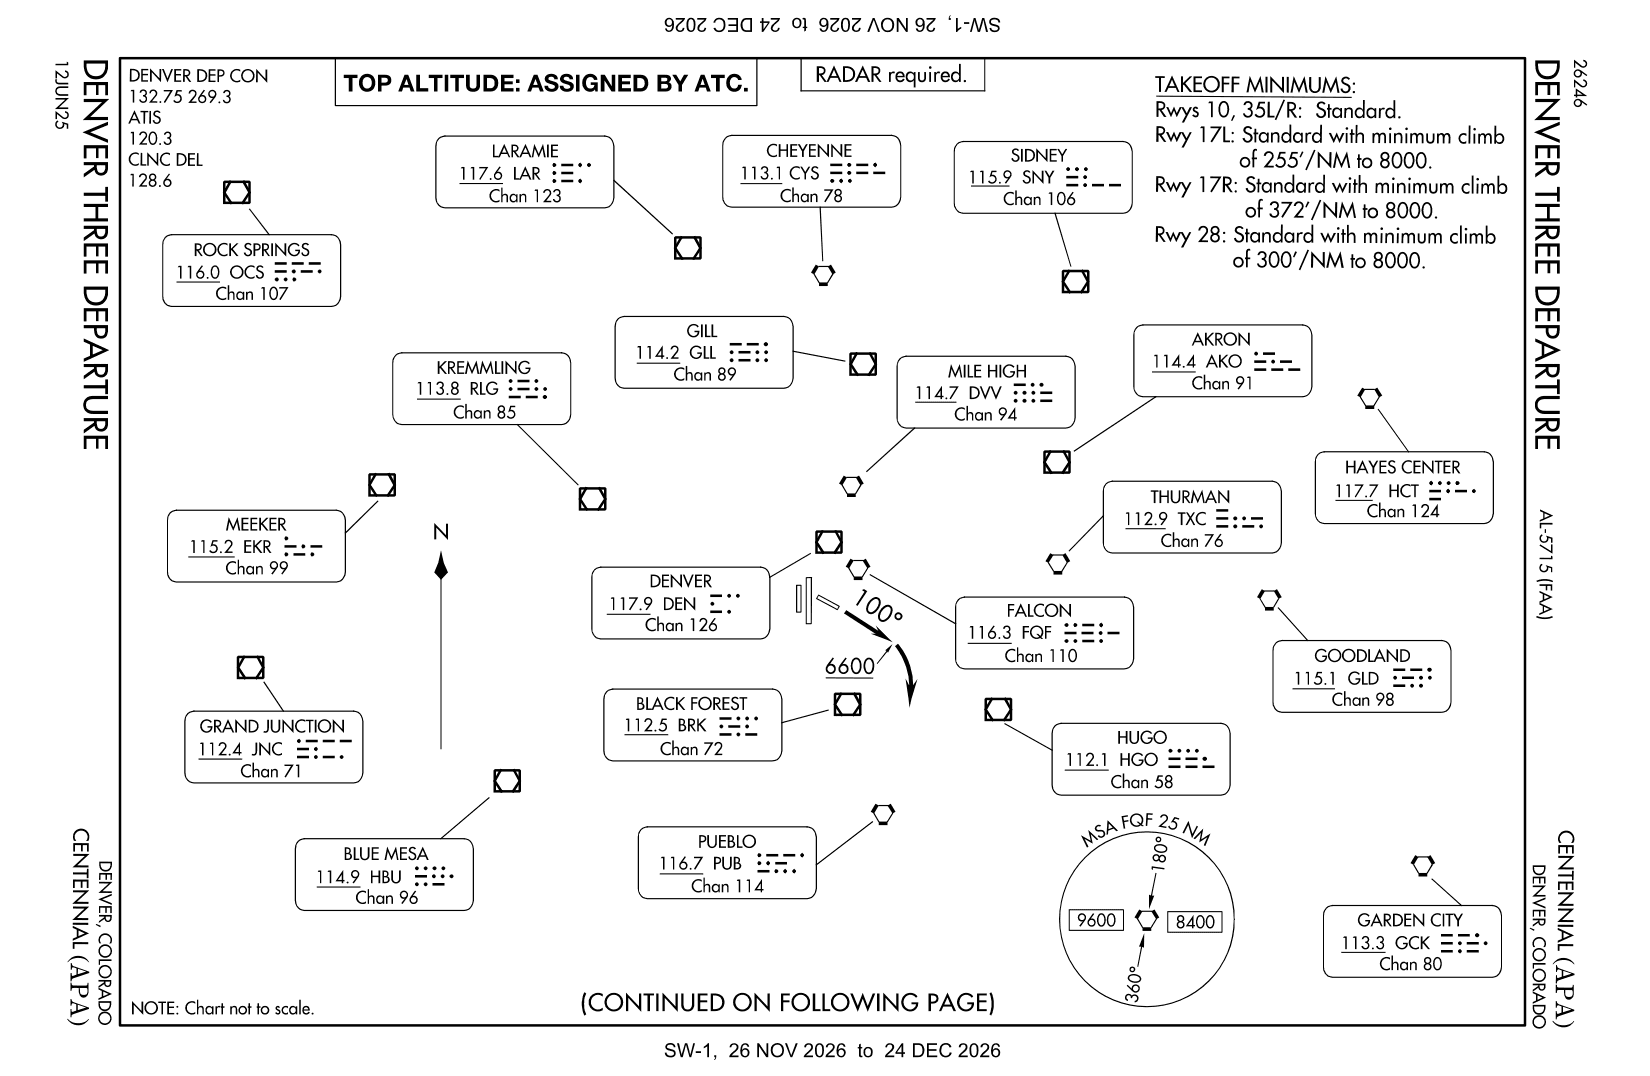 SW-1, 26 NOV 2026 to 24 DEC 2026
DENVER THREE DEPARTURE
12JUN25
DENVER DEP CON
132.75 269.3
ATIS
120.3
CLNC DEL
128.6
TOP ALTITUDE: ASSIGNED BY ATC.
RADAR required.
TAKEOFF MINIMUMS:
Rwys 10, 35L/R: Standard.
Rwy 17L: Standard with minimum climb
of 255'/NM to 8000.
Rwy 17R: Standard with minimum climb
of 372'/NM to 8000.
Rwy 28: Standard with minimum climb
of 300'/NM to 8000.
26246
DENVER THREE DEPARTURE
AL-5715 (FAA)
LARAMIE
117.6 LAR
Chan 123
CHEYENNE
113.1 CYS
Chan 78
SIDNEY
115.9 SNY
Chan 106
ROCK SPRINGS
116.0 OCS
Chan 107
GILL
114.2 GLL
Chan 89
AKRON
114.4 AKO
Chan 91
KREMMLING
113.8 RLG
Chan 85
MILE HIGH
114.7 DVV
Chan 94
HAYES CENTER
117.7 HCT
Chan 124
THURMAN
112.9 TXC
Chan 76
MEEKER
115.2 EKR
Chan 99
N
DENVER
117.9 DEN
Chan 126
100°
6600
FALCON
116.3 FQF
Chan 110
GOODLAND
115.1 GLD
Chan 98
BLACK FOREST
112.5 BRK
Chan 72
GRAND JUNCTION
112.4 JNC
Chan 71
HUGO
112.1 HGO
Chan 58
BLUE MESA
114.9 HBU
Chan 96
PUEBLO
116.7 PUB
Chan 114
MSA FQF 25 NM
180°
9600
8400
360°
GARDEN CITY
113.3 GCK
Chan 80
NOTE: Chart not to scale.
(CONTINUED ON FOLLOWING PAGE)
DENVER, COLORADO
CENTENNIAL (APA)
CENTENNIAL (APA)
DENVER, COLORADO
SW-1, 26 NOV 2026 to 24 DEC 2026